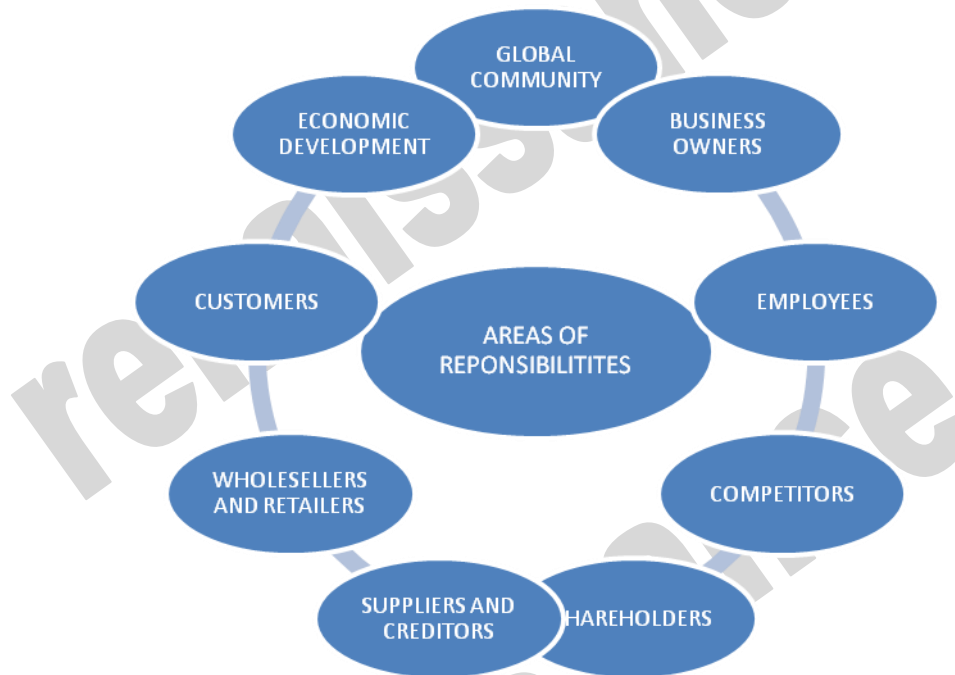 GLOBAL
COMMUNITY
BUSINESS
OWNERS
EMPLOYEES
COMPETITORS
HAREHOLDERS
SUPPLIERS AND
CREDITORS
WHOLESELLERS
AND RETAILERS
CUSTOMERS
ECONOMIC
DEVELOPMENT
AREAS OF
REPONSIBILITITES